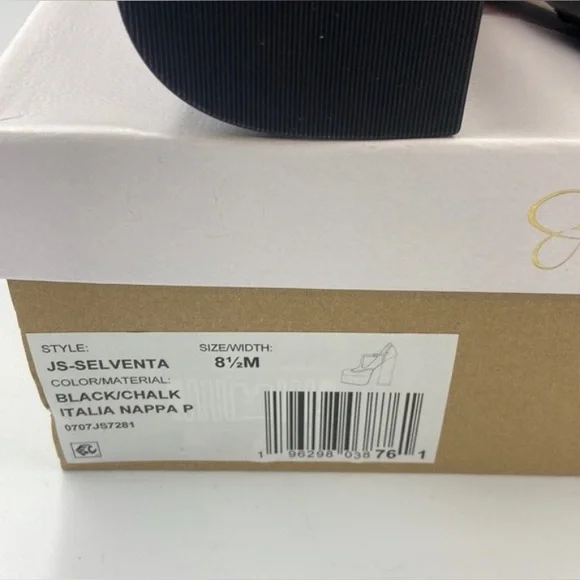 STYLE:
JS-SELVENTA
COLOR/MATERIAL:
BLACK/CHALK
ITALIA NAPPA P
0707JS7281
SIZE/WIDTH:
8½M
1 96298 03876 1